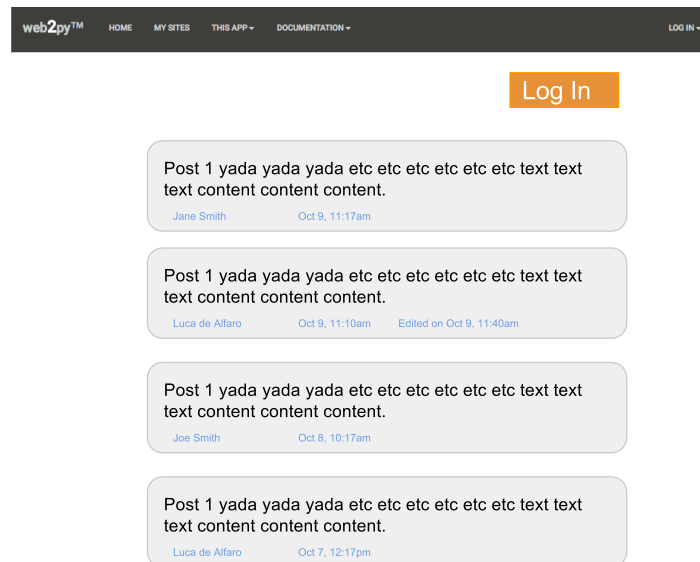 web2py™ HOME MY SITES THIS APP DOCUMENTATION LOG IN
Log In
Post 1 yada yada yada etc etc etc etc etc etc text text
text content content content.
Jane Smith Oct 9, 11:17am
Post 1 yada yada yada etc etc etc etc etc etc text text
text content content content.
Luca de Alfaro Oct 9, 11:10am Edited on Oct 9, 11:40am
Post 1 yada yada yada etc etc etc etc etc etc text text
text content content content.
Joe Smith Oct 8, 10:17am
Post 1 yada yada yada etc etc etc etc etc etc text text
text content content content.
Luca de Alfaro Oct 7, 12:17pm